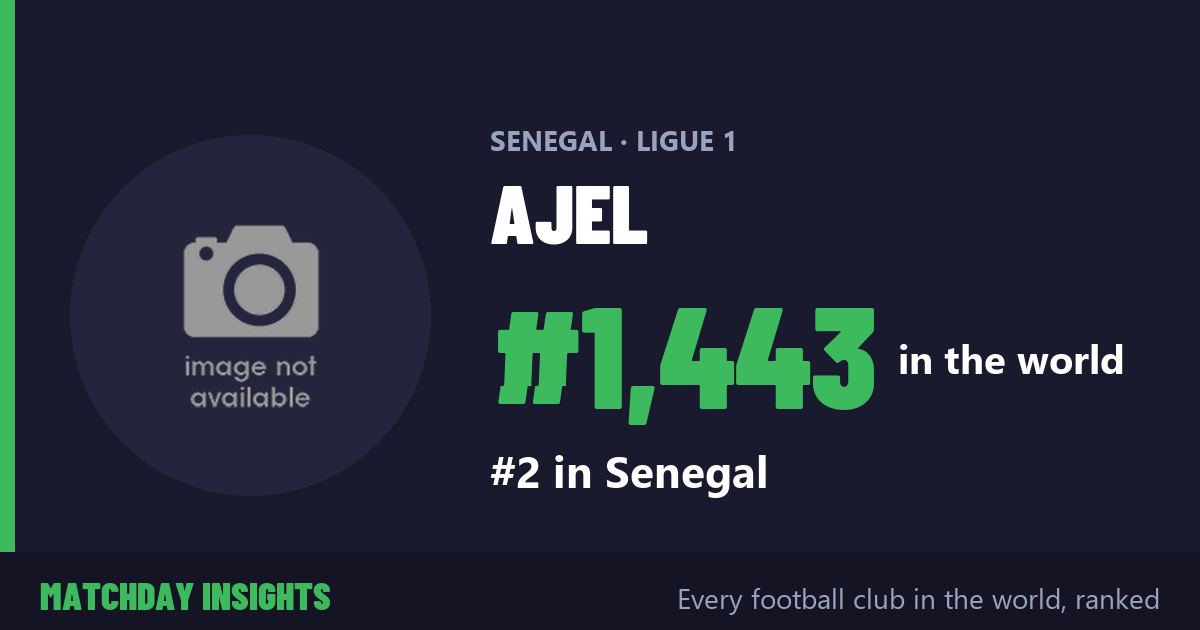 SENEGAL · LIGUE 1
AJEL
#1,443 in the world
#2 in Senegal
image not
available
MATCHDAY INSIGHTS
Every football club in the world, ranked